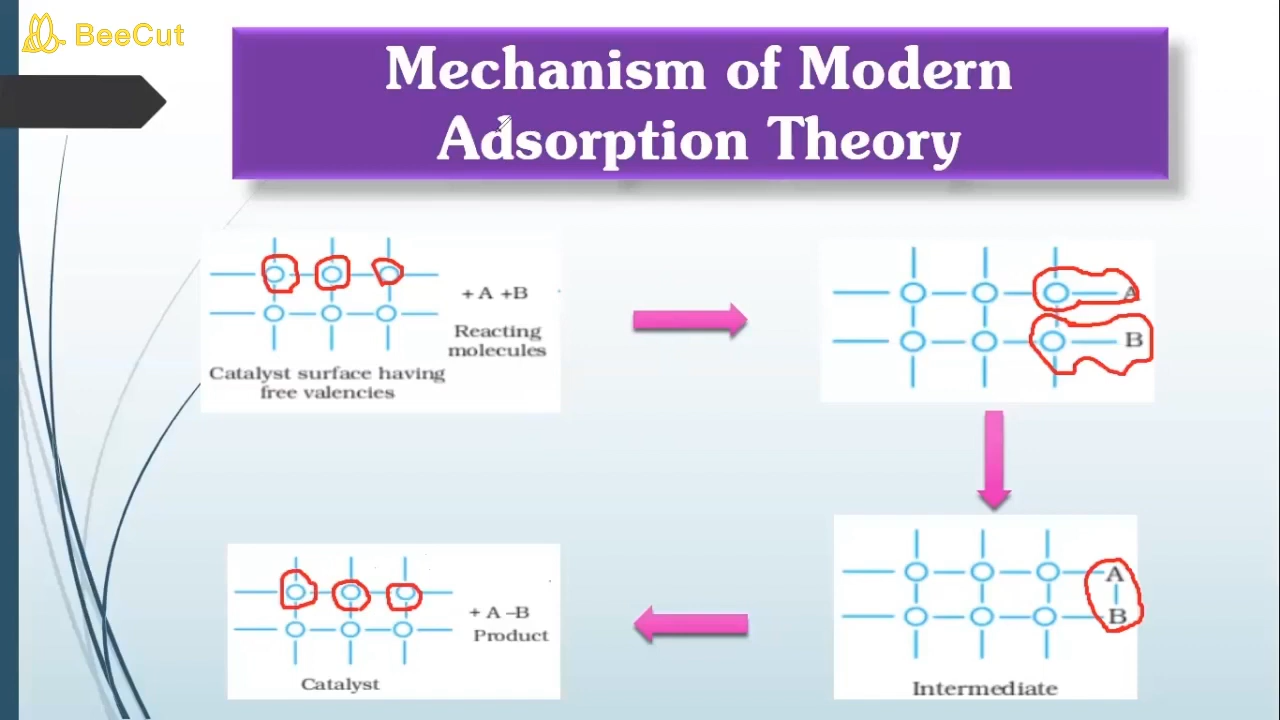 BeeCut
Mechanism of Modern
Adsorption Theory
+ A +B
Reacting
molecules
Catalyst surface having
free valencies
A
B
A
B
Intermediate
+ A –B
Product
Catalyst